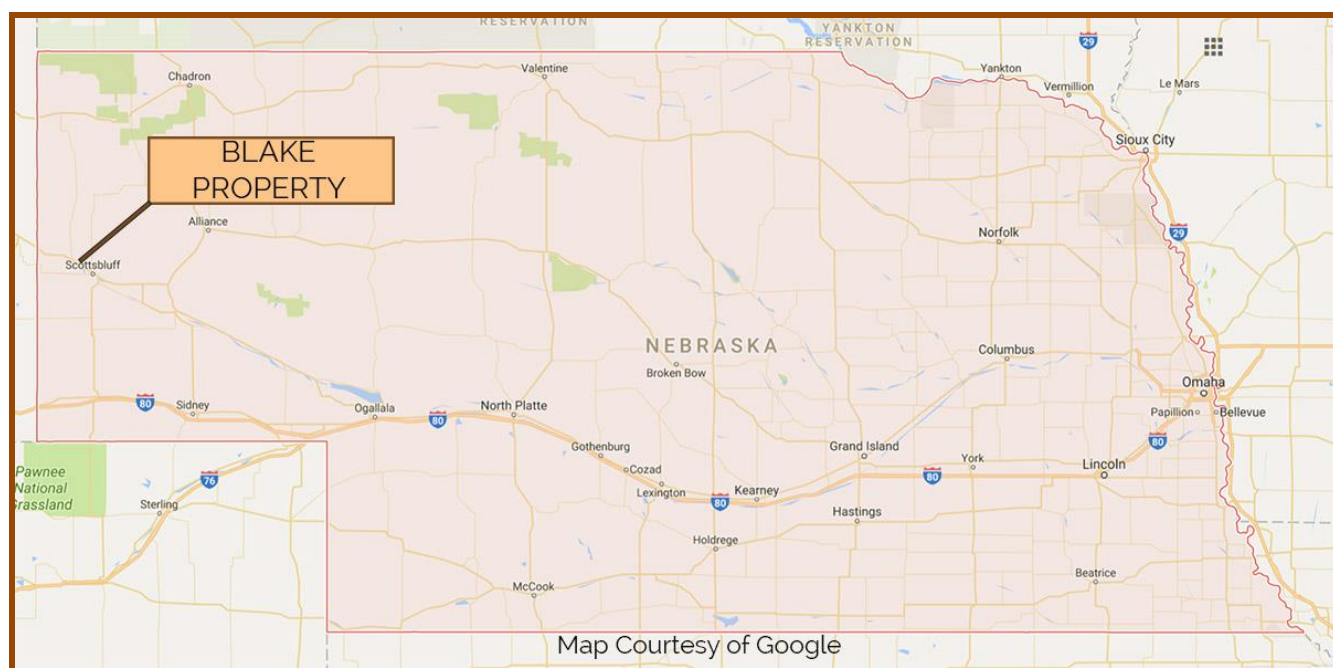 RESERVATION
YANKTON
RESERVATION
29
Chadron
Valentine
Yankton
Vermillion
Le Mars
BLAKE
PROPERTY
Sioux City
Alliance
Norfolk
29
Scottsbluff
NEBRASKA
Columbus
Broken Bow
Omaha
80
Sidney
Ogallala
80
North Platte
Papillion
Bellevue
80
Gothenburg
Grand Island
Pawnee
National
Grassland
76
Cozad
York
Lincoln
Sterling
Lexington
80
Kearney
80
Hastings
Holdrege
McCook
Beatrice
Map Courtesy of Google